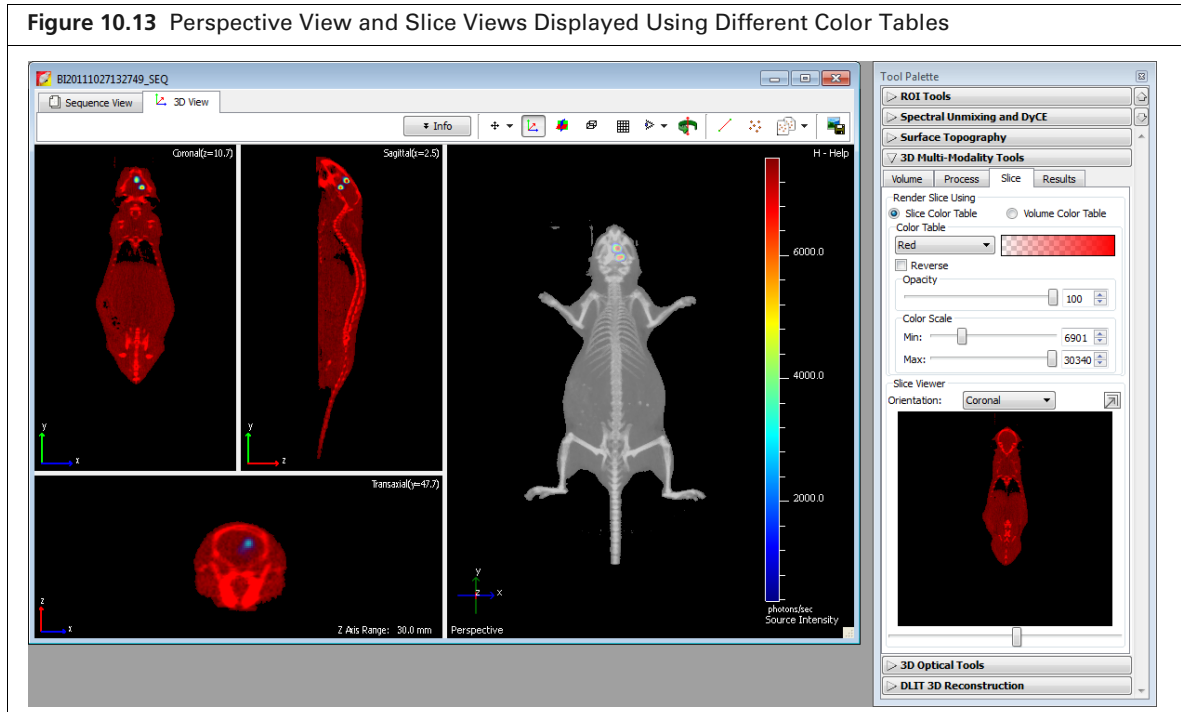 Figure 10.13 Perspective View and Slice Views Displayed Using Different Color Tables
BI20111027132749_SEQ
Sequence View
3D View
Info
Coronal(z=10.7)
y
x
Sagittal(x=2.5)
y
z
Transaxial(y=47.7)
z
x
Z Axis Range: 30.0 mm
H - Help
6000.0
4000.0
2000.0
photons/sec
Source Intensity
y
z
x
Perspective
Tool Palette
ROI Tools
Spectral Unmixing and DyCE
Surface Topography
3D Multi-Modality Tools
Volume Process Slice Results
Render Slice Using
Slice Color Table Volume Color Table
Color Table
Red
Reverse
Opacity
100
Color Scale
Min: 6901
Max: 30340
Slice Viewer
Orientation: Coronal
3D Optical Tools
DLIT 3D Reconstruction